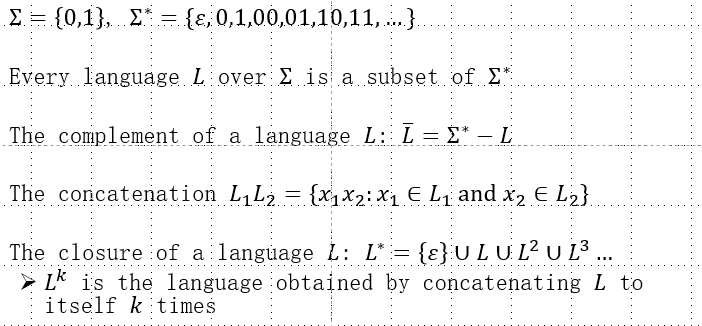 Σ = {0,1}, Σ* = {ε,0,1,00,01,10,11, …}
Every language L over Σ is a subset of Σ*
The complement of a language L: L̅ = Σ* − L
The concatenation L₁L₂ = {x₁x₂: x₁ ∈ L₁ and x₂ ∈ L₂}
The closure of a language L: L* = {ε} ∪ L ∪ L² ∪ L³ …
➢ Lᵏ is the language obtained by concatenating L to
itself k times